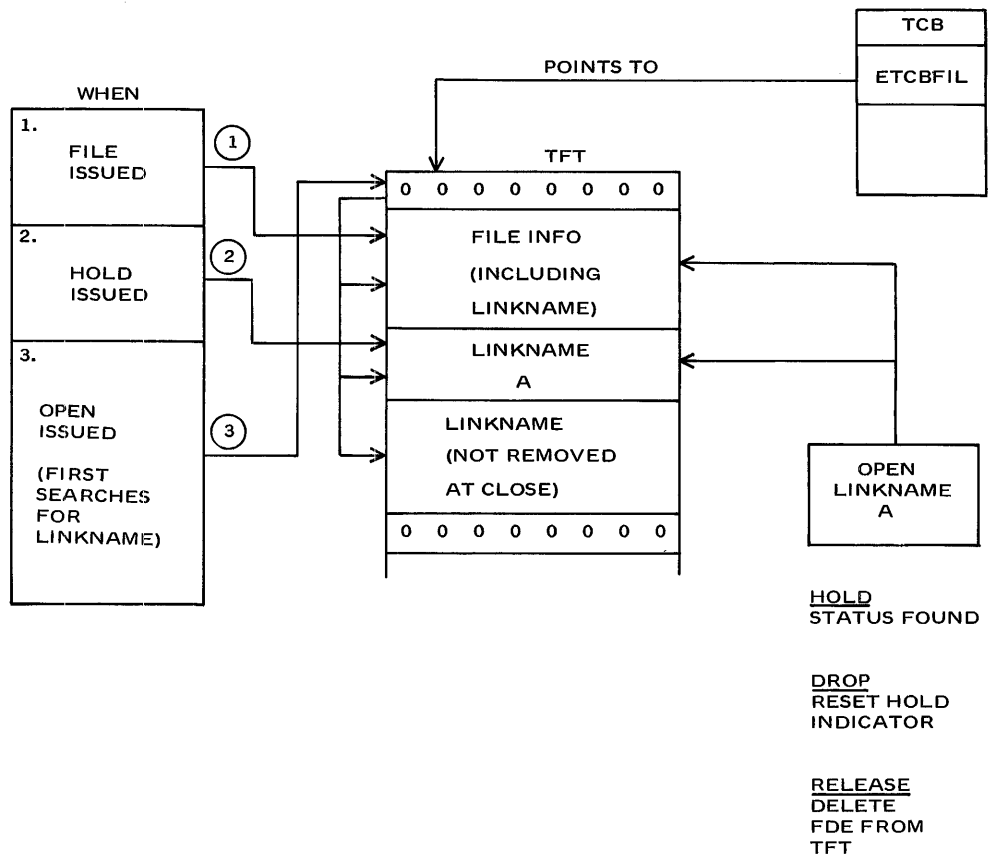 TCB
ETCBFIL
POINTS TO
WHEN
1.
FILE
ISSUED
1
2.
HOLD
ISSUED
2
3.
OPEN
ISSUED
(FIRST
SEARCHES
FOR
LINKNAME)
3
TFT
0 0 0 0 0 0 0 0
FILE INFO
(INCLUDING
LINKNAME)
LINKNAME
A
LINKNAME
(NOT REMOVED
AT CLOSE)
0 0 0 0 0 0 0 0
OPEN
LINKNAME
A
HOLD
STATUS FOUND
DROP
RESET HOLD
INDICATOR
RELEASE
DELETE
FDE FROM
TFT